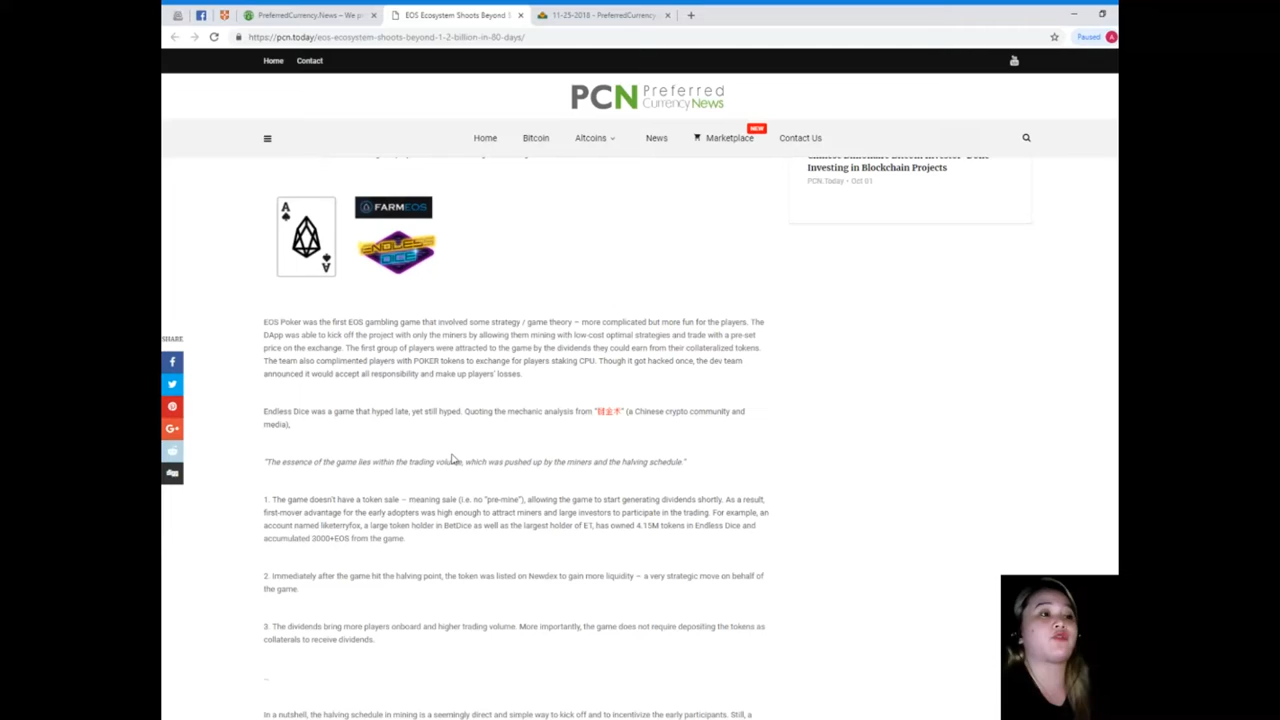 PreferredCurrency.News – We pr
EOS Ecosystem Shoots Beyond $
11-25-2018 - PreferredCurrency
https://pcn.today/eos-ecosystem-shoots-beyond-1-2-billion-in-80-days/
Paused
A
Home
Contact
PCN Preferred
Currency News
Home
Bitcoin
Altcoins
News
Marketplace
NEW
Contact Us
Investing in Blockchain Projects
PCN.Today • Oct 01
A
A
FARMEOS
ENDLESS
DICE
EOS Poker was the first EOS gambling game that involved some strategy / game theory – more complicated but more fun for the players. The
DApp was able to kick off the project with only the miners by allowing them mining with low-cost optimal strategies and trade with a pre-set
price on the exchange. The first group of players were attracted to the game by the dividends they could earn from their collateralized tokens.
The team also complimented players with POKER tokens to exchange for players staking CPU. Though it got hacked once, the dev team
announced it would accept all responsibility and make up players' losses.
SHARE
Endless Dice was a game that hyped late, yet still hyped. Quoting the mechanic analysis from "金术" (a Chinese crypto community and
media),
"The essence of the game lies within the trading volume, which was pushed up by the miners and the halving schedule."
1. The game doesn't have a token sale – meaning sale (i.e. no "pre-mine"), allowing the game to start generating dividends shortly. As a result,
first-mover advantage for the early adopters was high enough to attract miners and large investors to participate in the trading. For example, an
account named liketerryfox, a large token holder in BetDice as well as the largest holder of ET, has owned 4.15M tokens in Endless Dice and
accumulated 3000+EOS from the game.
2. Immediately after the game hit the halving point, the token was listed on Newdex to gain more liquidity – a very strategic move on behalf of
the game.
3. The dividends bring more players onboard and higher trading volume. More importantly, the game does not require depositing the tokens as
collaterals to receive dividends.
...
In a nutshell, the halving schedule in mining is a seemingly direct and simple way to kick off and to incentivize the early participants. Still, a